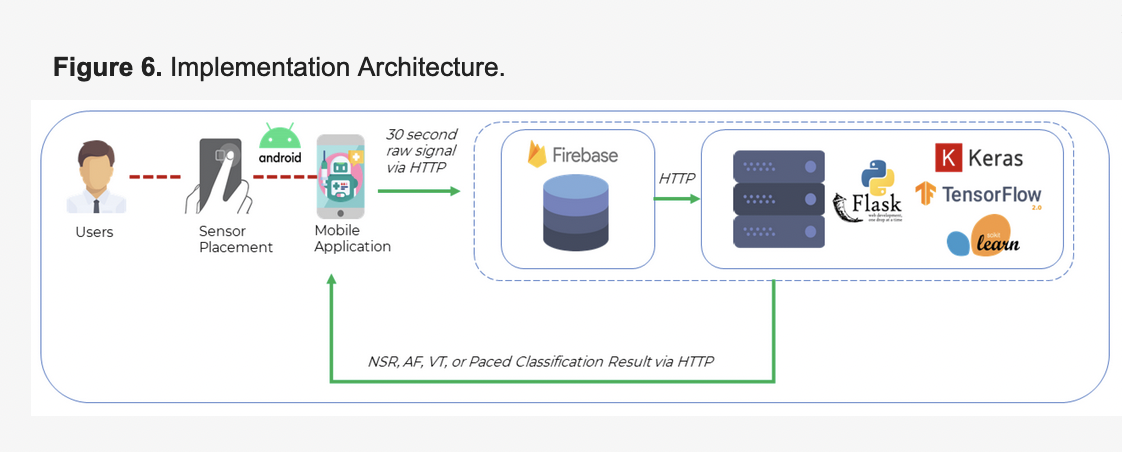 Figure 6. Implementation Architecture.
android
30 second
raw signal
via HTTP
Users
Sensor
Placement
Mobile
Application
Firebase
HTTP
Flask
web development,
one drop at a time
K Keras
TensorFlow
2.0
scikit
learn
NSR, AF, VT, or Paced Classification Result via HTTP